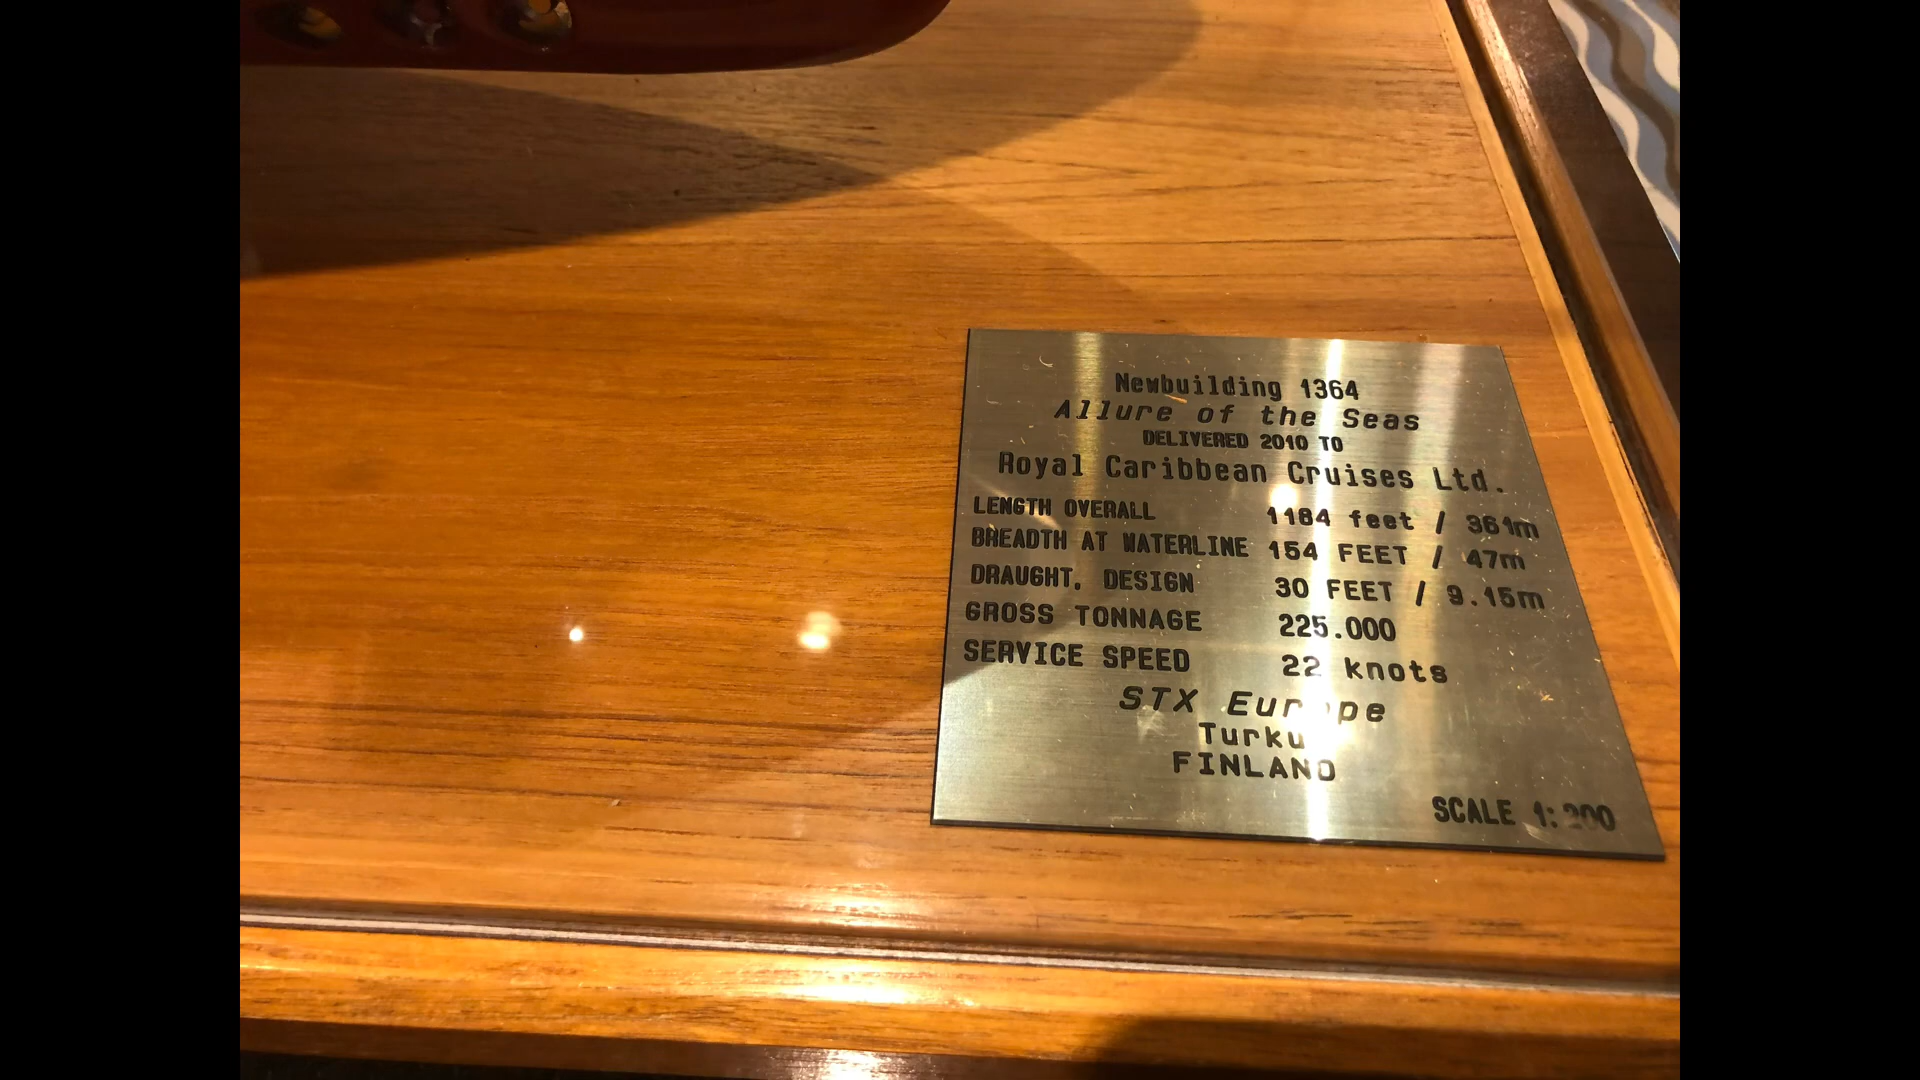 Newbuilding 1364
Allure of the Seas
DELIVERED 2010 TO
Royal Caribbean Cruises Ltd.
LENGTH OVERALL 1184 feet / 361m
BREADTH AT WATERLINE 154 FEET / 47m
DRAUGHT, DESIGN 30 FEET / 9.15m
GROSS TONNAGE 225.000
SERVICE SPEED 22 knots
STX Europe
Turku
FINLAND
SCALE 1:200